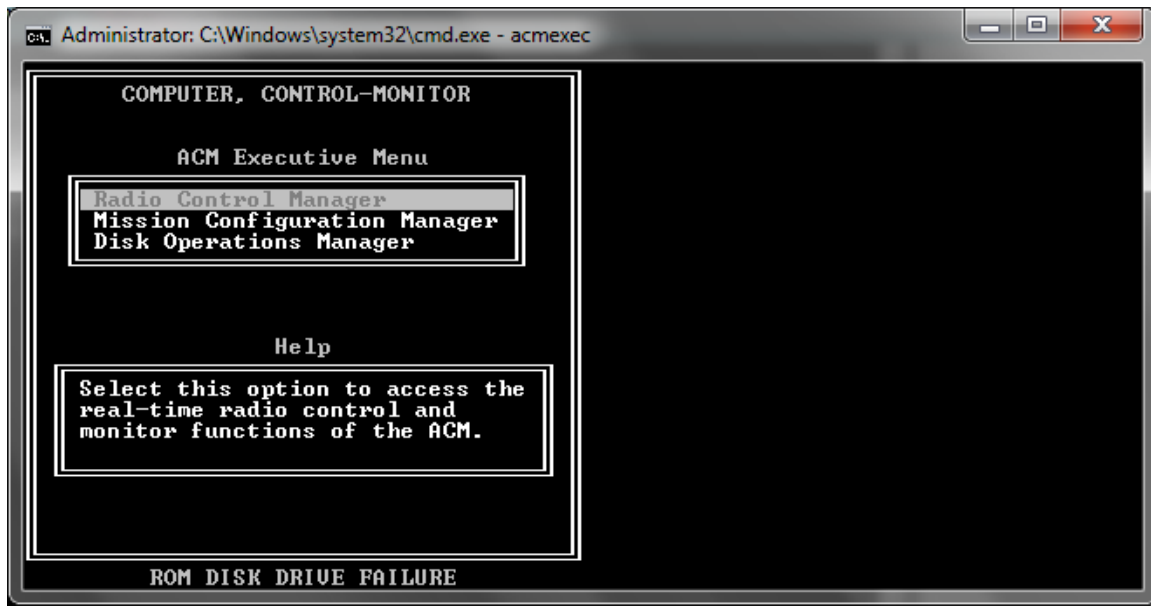 Administrator: C:\Windows\system32\cmd.exe - acmexec
COMPUTER, CONTROL-MONITOR
ACM Executive Menu
Radio Control Manager
Mission Configuration Manager
Disk Operations Manager
Help
Select this option to access the
real-time radio control and
monitor functions of the ACM.
ROM DISK DRIVE FAILURE